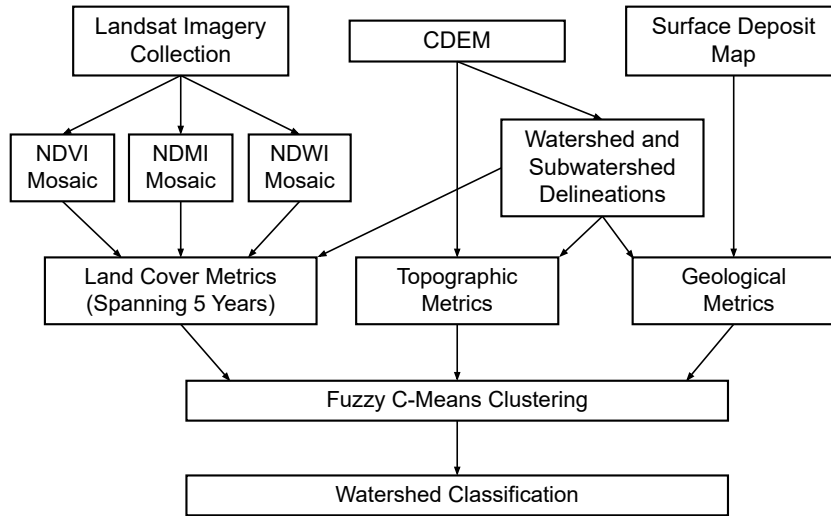 Landsat Imagery
Collection
CDEM
Surface Deposit
Map
NDVI
Mosaic
NDMI
Mosaic
NDWI
Mosaic
Watershed and
Subwatershed
Delineations
Land Cover Metrics
(Spanning 5 Years)
Topographic
Metrics
Geological
Metrics
Fuzzy C-Means Clustering
Watershed Classification